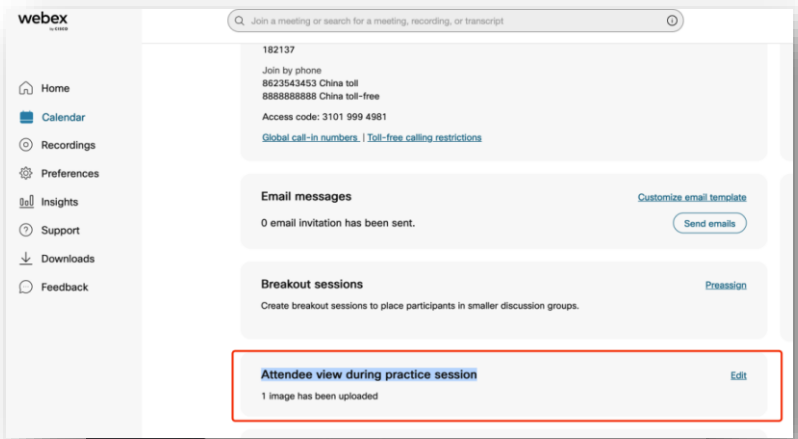 webex
by CISCO
Join a meeting or search for a meeting, recording, or transcript
Home
Calendar
Recordings
Preferences
Insights
Support
Downloads
Feedback
182137
Join by phone
8623543453 China toll
8888888888 China toll-free
Access code: 3101 999 4981
Global call-in numbers | Toll-free calling restrictions
Email messages
Customize email template
0 email invitation has been sent.
Send emails
Breakout sessions
Preassign
Create breakout sessions to place participants in smaller discussion groups.
Attendee view during practice session
Edit
1 image has been uploaded